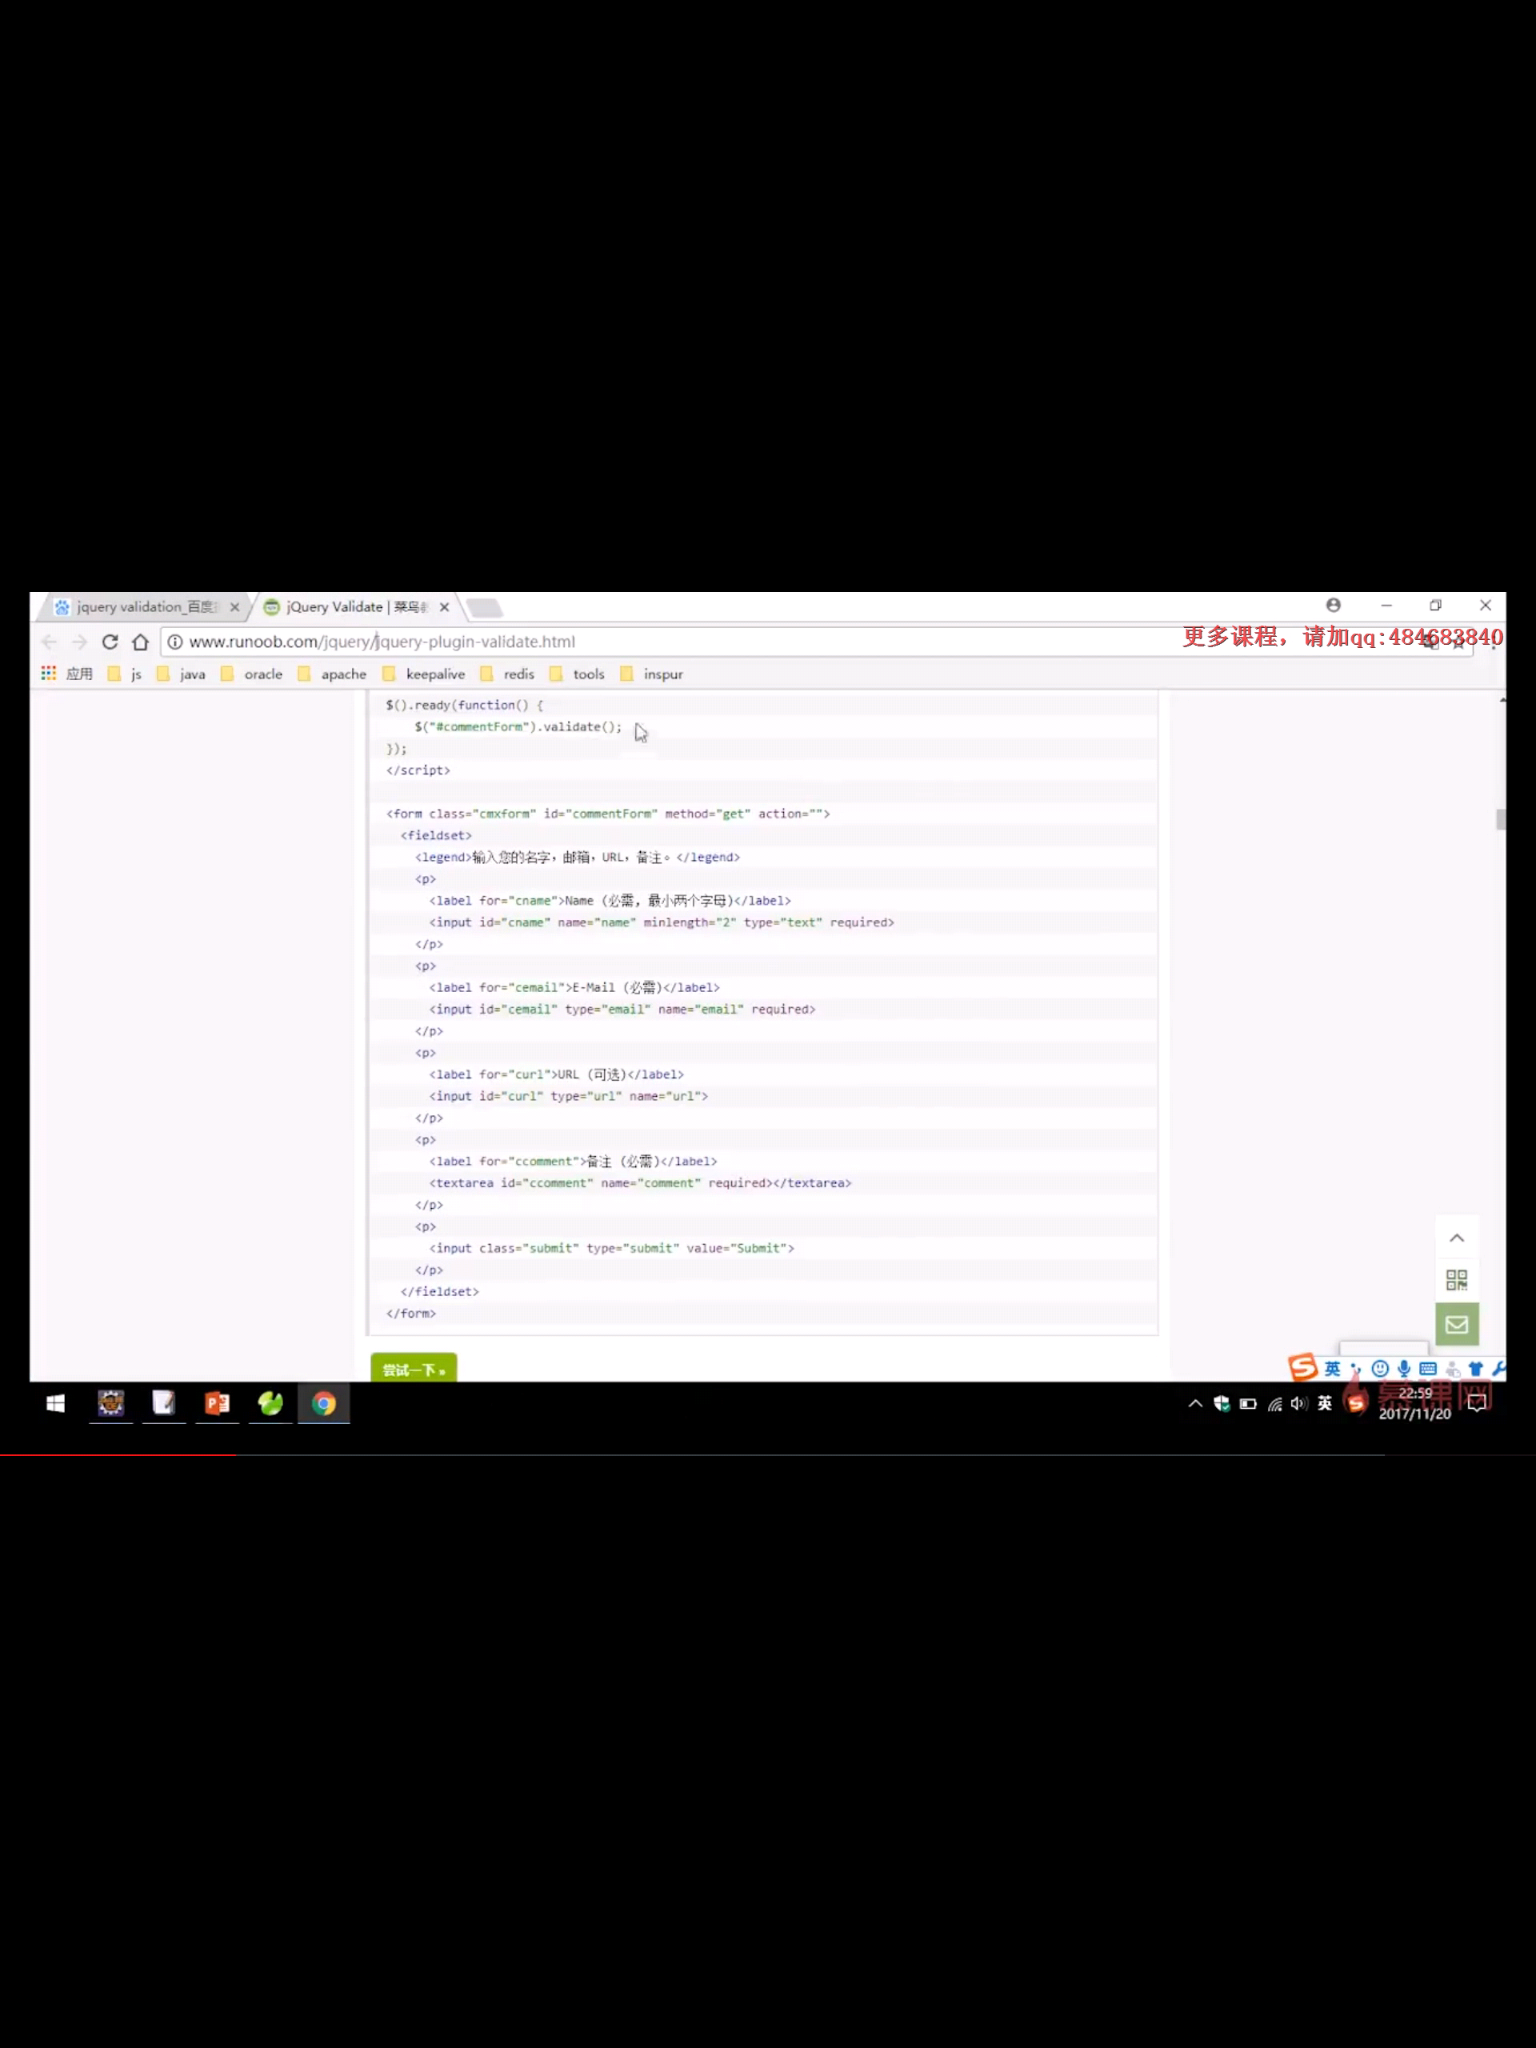 jquery validation_百度
jQuery Validate | 菜鸟
www.runoob.com/jquery/jquery-plugin-validate.html
更多课程，请加qq:484683840
应用 js java oracle apache keepalive redis tools inspur
$().ready(function() {
$("#commentForm").validate();
});
</script>
<form class="cmxform" id="commentForm" method="get" action="">
<fieldset>
<legend>输入您的名字，邮箱，URL，备注。</legend>
<p>
<label for="cname">Name (必需, 最小两个字母)</label>
<input id="cname" name="name" minlength="2" type="text" required>
</p>
<p>
<label for="cemail">E-Mail (必需)</label>
<input id="cemail" type="email" name="email" required>
</p>
<p>
<label for="curl">URL (可选)</label>
<input id="curl" type="url" name="url">
</p>
<p>
<label for="ccomment">备注 (必需)</label>
<textarea id="ccomment" name="comment" required></textarea>
</p>
<p>
<input class="submit" type="submit" value="Submit">
</p>
</fieldset>
</form>
尝试一下 »
英
英
慕课网
22:59
2017/11/20